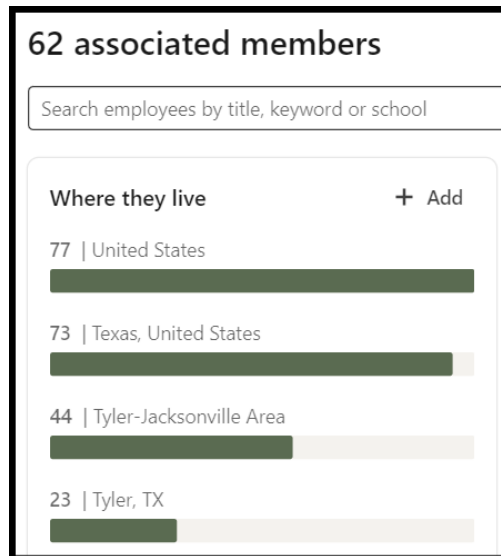 62 associated members
Search employees by title, keyword or school
Where they live + Add
77 | United States
73 | Texas, United States
44 | Tyler-Jacksonville Area
23 | Tyler, TX